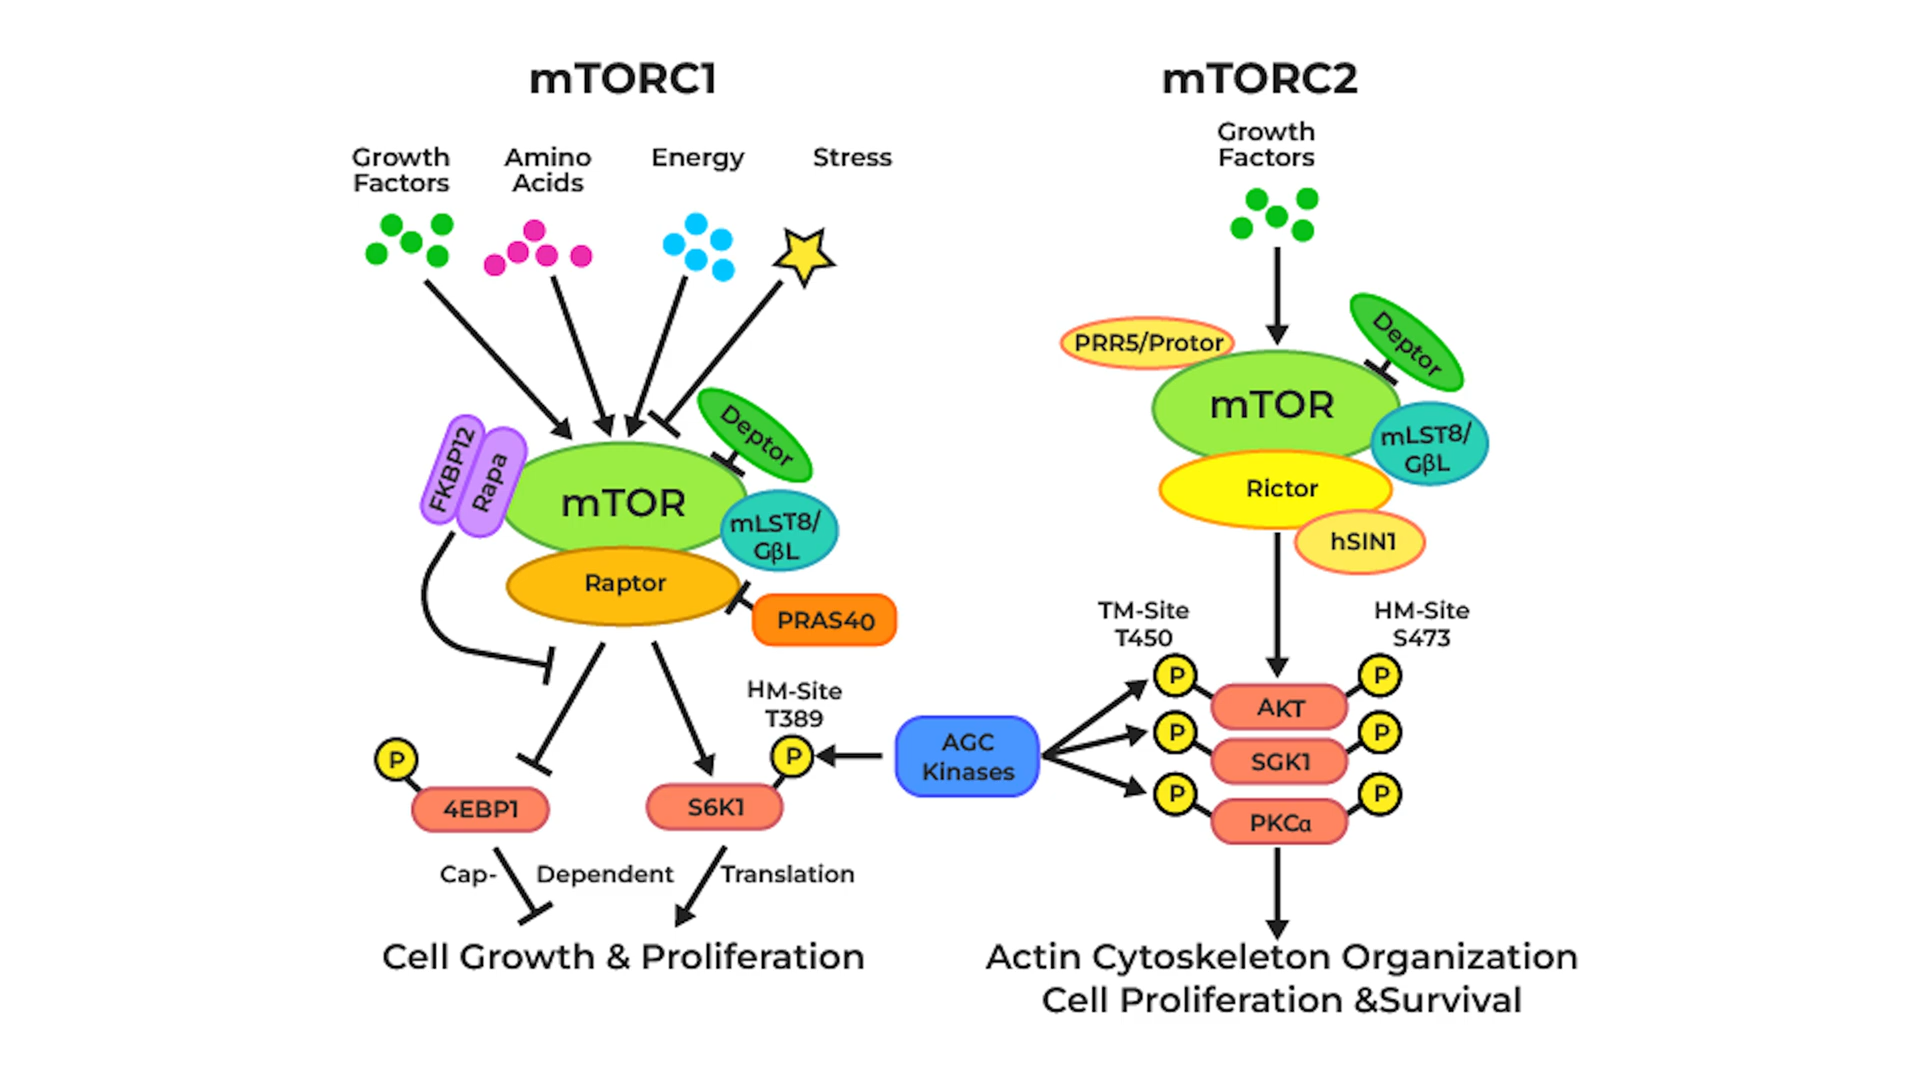 mTORC1
Growth
Factors
Amino
Acids
Energy
Stress
FKBP12
Rapa
mTOR
Deptor
mLST8/
GβL
Raptor
PRAS40
HM-Site
T389
P
4EBP1
P
S6K1
Cap-
Dependent
Translation
Cell Growth & Proliferation
AGC
Kinases
mTORC2
Growth
Factors
PRR5/Protor
Deptor
mTOR
mLST8/
GβL
Rictor
hSIN1
TM-Site
T450
HM-Site
S473
P
AKT
P
P
SGK1
P
P
PKCα
P
Actin Cytoskeleton Organization
Cell Proliferation &Survival